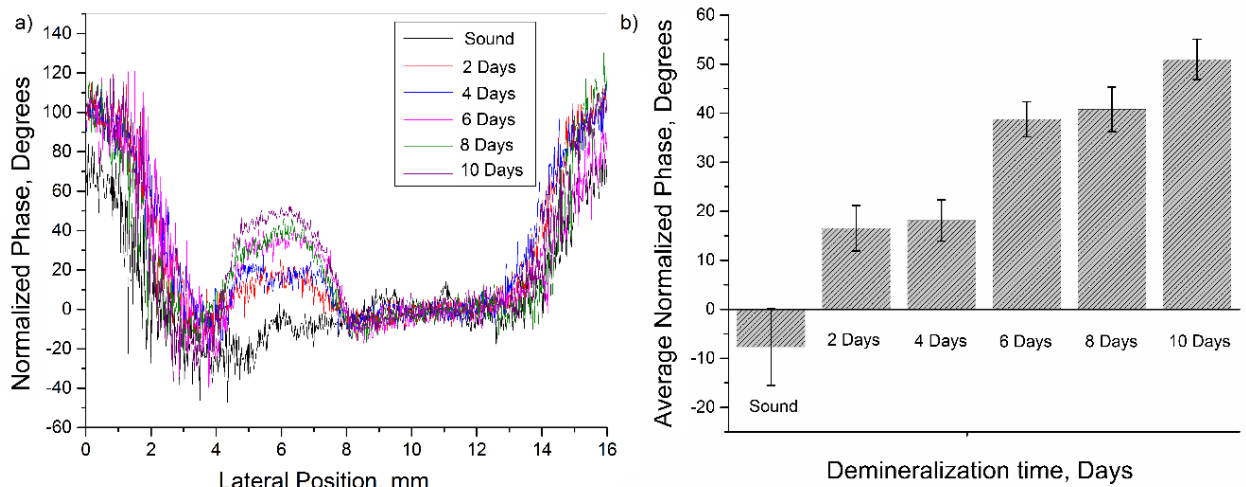 a)
Normalized Phase, Degrees
140
120
100
80
60
40
20
0
-20
-40
-60
0 2 4 6 8 10 12 14 16
Lateral Position, mm
Sound
2 Days
4 Days
6 Days
8 Days
10 Days
b)
Average Normalized Phase, Degrees
60
50
40
30
20
10
0
-10
-20
Sound
2 Days 4 Days 6 Days 8 Days 10 Days
Demineralization time, Days